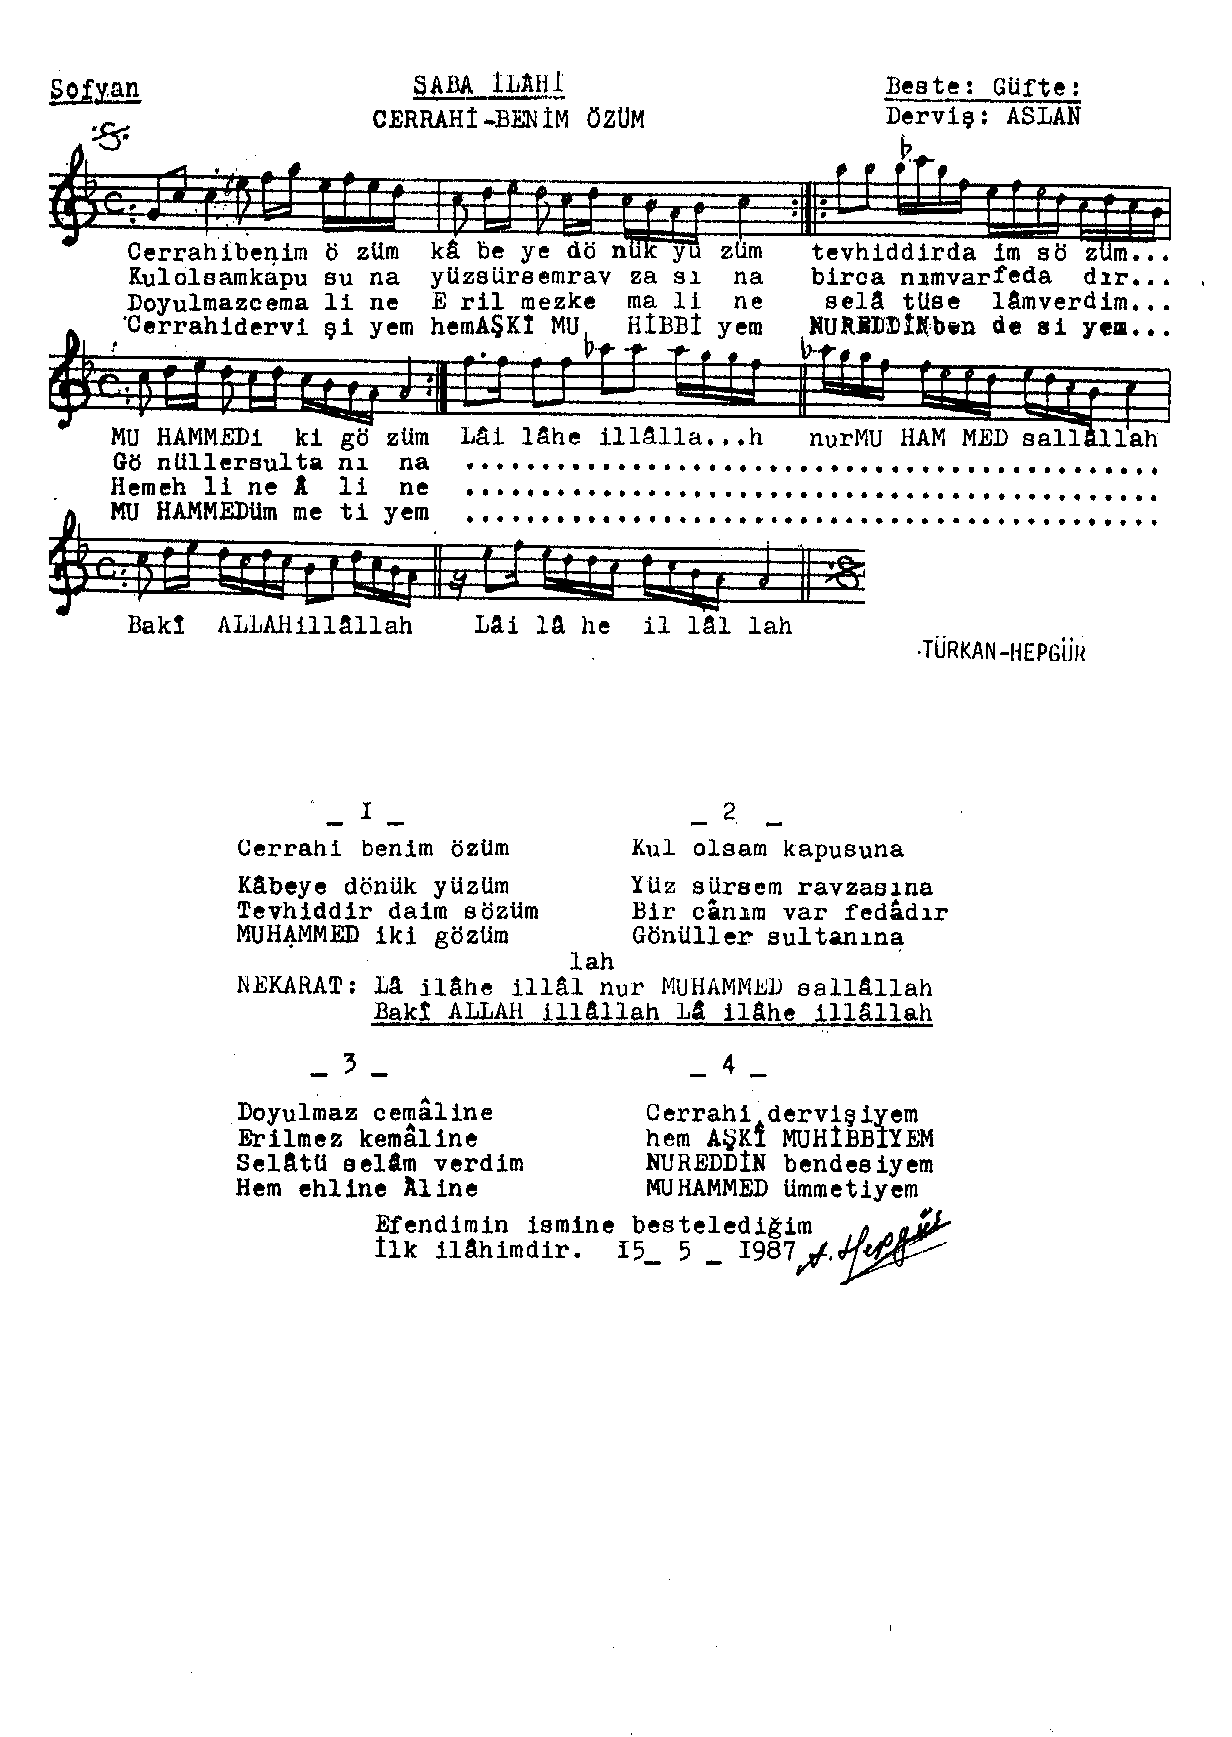 Sofyan
SABA İLÂHİ
CERRAHİ-BENİM ÖZÜM
Beste: Güfte:
Derviş: ASLAN
Cerrahibenim ö züm kâ be ye dö nük yü züm tevhiddirda im sö züm...
Kulolsamkapu su na yüzsürsemrav za sı na birca nımvarfeda dır...
Doyulmazcema li ne E ril mezke ma li ne selâ tüse lâmverdim...
Cerrahidervi şi yem hemAŞKÎ MU HİBBİ yem NUREDDİNben de si yem...
MU HAMMEDi ki gö züm Lâi lâhe illâlla...h nurMU HAM MED sallâllah
Gö nüllersulta nı na ..............................................
Hemeh li ne Â li ne ..............................................
MU HAMMEDüm me ti yem ..............................................
Bakî ALLAHillâllah Lâi lâ he il lâl lah
TÜRKAN-HEPGÜR
_ I _
Cerrahi benim özüm
Kâbeye dönük yüzüm
Tevhiddir daim sözüm
MUHAMMED iki gözüm
_ 2 _
Kul olsam kapusuna
Yüz sürsem ravzasına
Bir cânım var fedâdır
Gönüller sultanına
lah
NEKARAT: Lâ ilâhe illâl nur MUHAMMED sallâllah
Bakî ALLAH illâllah Lâ ilâhe illâllah
_ 3 _
Doyulmaz cemâline
Erilmez kemâline
Selâtü selâm verdim
Hem ehline Âline
_ 4 _
Cerrahi dervişiyem
hem AŞKÎ MUHİBBİYEM
NUREDDİN bendesiyem
MUHAMMED ümmetiyem
Efendimin ismine bestelediğim
İlk ilâhimdir. I5_ 5 _ I987 A. Hepgül